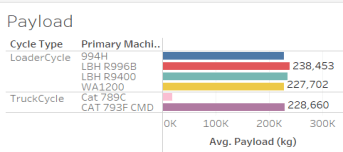 Payload
Cycle Type Primary Machi..
LoaderCycle 994H
LBH R996B 238,453
LBH R9400
WA1200 227,702
TruckCycle Cat 789C
CAT 793F CMD 228,660
0K 100K 200K 300K
Avg. Payload (kg)